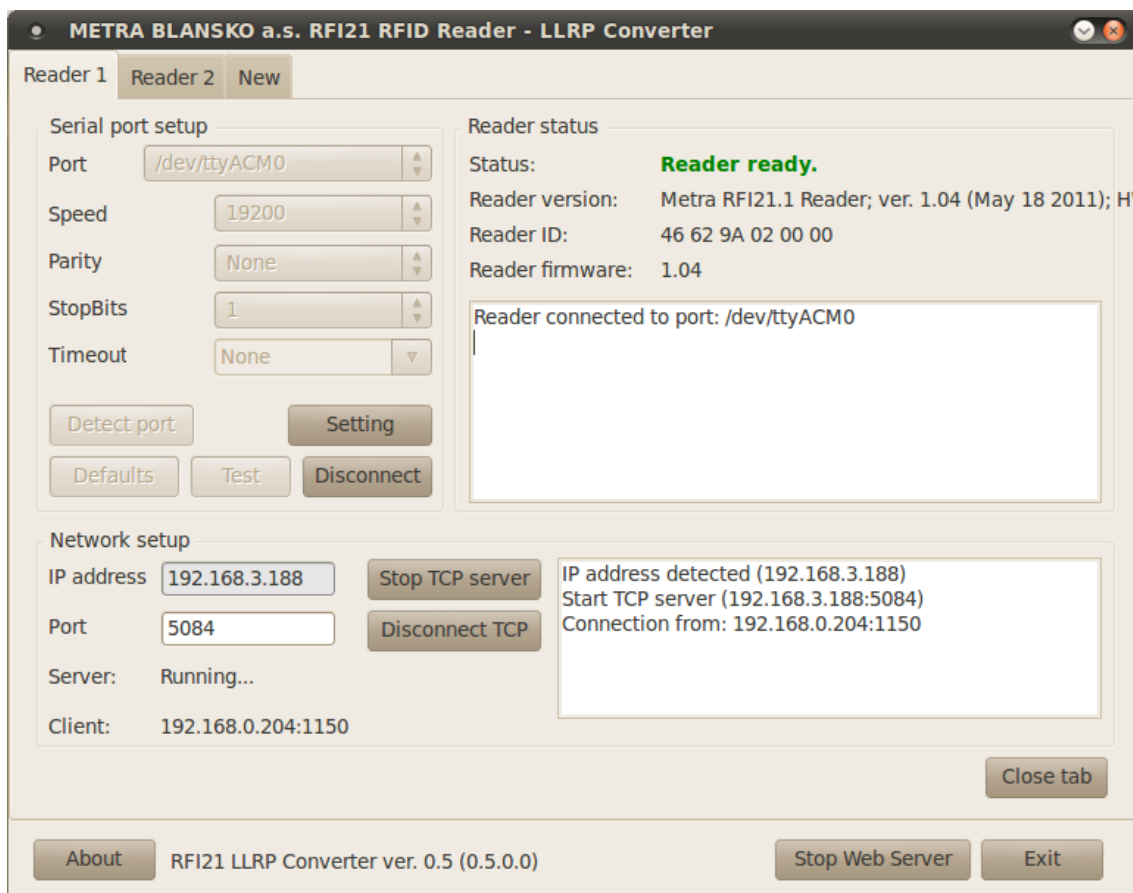 METRA BLANSKO a.s. RFI21 RFID Reader - LLRP Converter
Reader 1 Reader 2 New
Serial port setup
Port /dev/ttyACM0
Speed 19200
Parity None
StopBits 1
Timeout None
Detect port Setting
Defaults Test Disconnect
Reader status
Status: Reader ready.
Reader version: Metra RFI21.1 Reader; ver. 1.04 (May 18 2011);
Reader ID: 46 62 9A 02 00 00
Reader firmware: 1.04
Reader connected to port: /dev/ttyACM0
Network setup
IP address 192.168.3.188 Stop TCP server
Port 5084 Disconnect TCP
Server: Running...
Client: 192.168.0.204:1150
IP address detected (192.168.3.188)
Start TCP server (192.168.3.188:5084)
Connection from: 192.168.0.204:1150
Close tab
About RFI21 LLRP Converter ver. 0.5 (0.5.0.0) Stop Web Server Exit